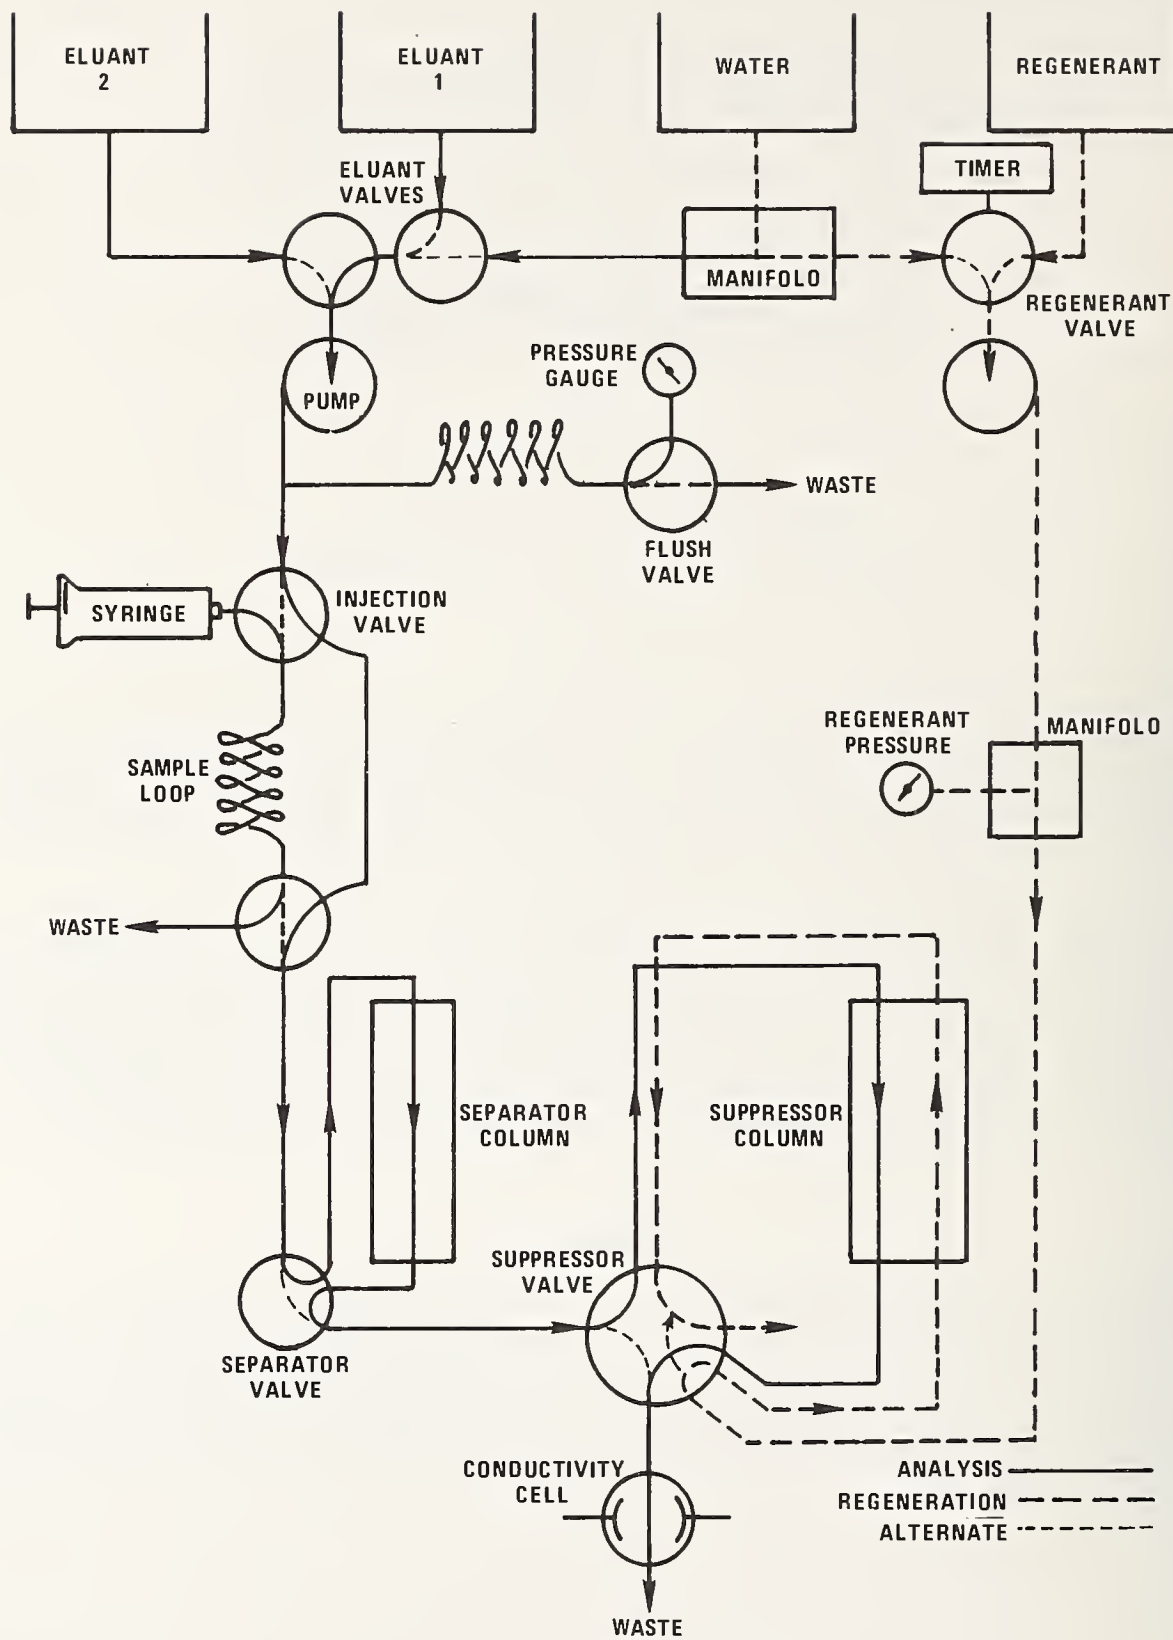 ELUANT
2
ELUANT
1
WATER
REGENERANT
ELUANT
VALVES
TIMER
MANIFOLO
REGENERANT
VALVE
PRESSURE
GAUGE
PUMP
WASTE
FLUSH
VALVE
SYRINGE
INJECTION
VALVE
REGENERANT
PRESSURE
MANIFOLO
SAMPLE
LOOP
WASTE
SEPARATOR
COLUMN
SUPPRESSOR
COLUMN
SUPPRESSOR
VALVE
SEPARATOR
VALVE
CONDUCTIVITY
CELL
ANALYSIS
REGENERATION
ALTERNATE
WASTE